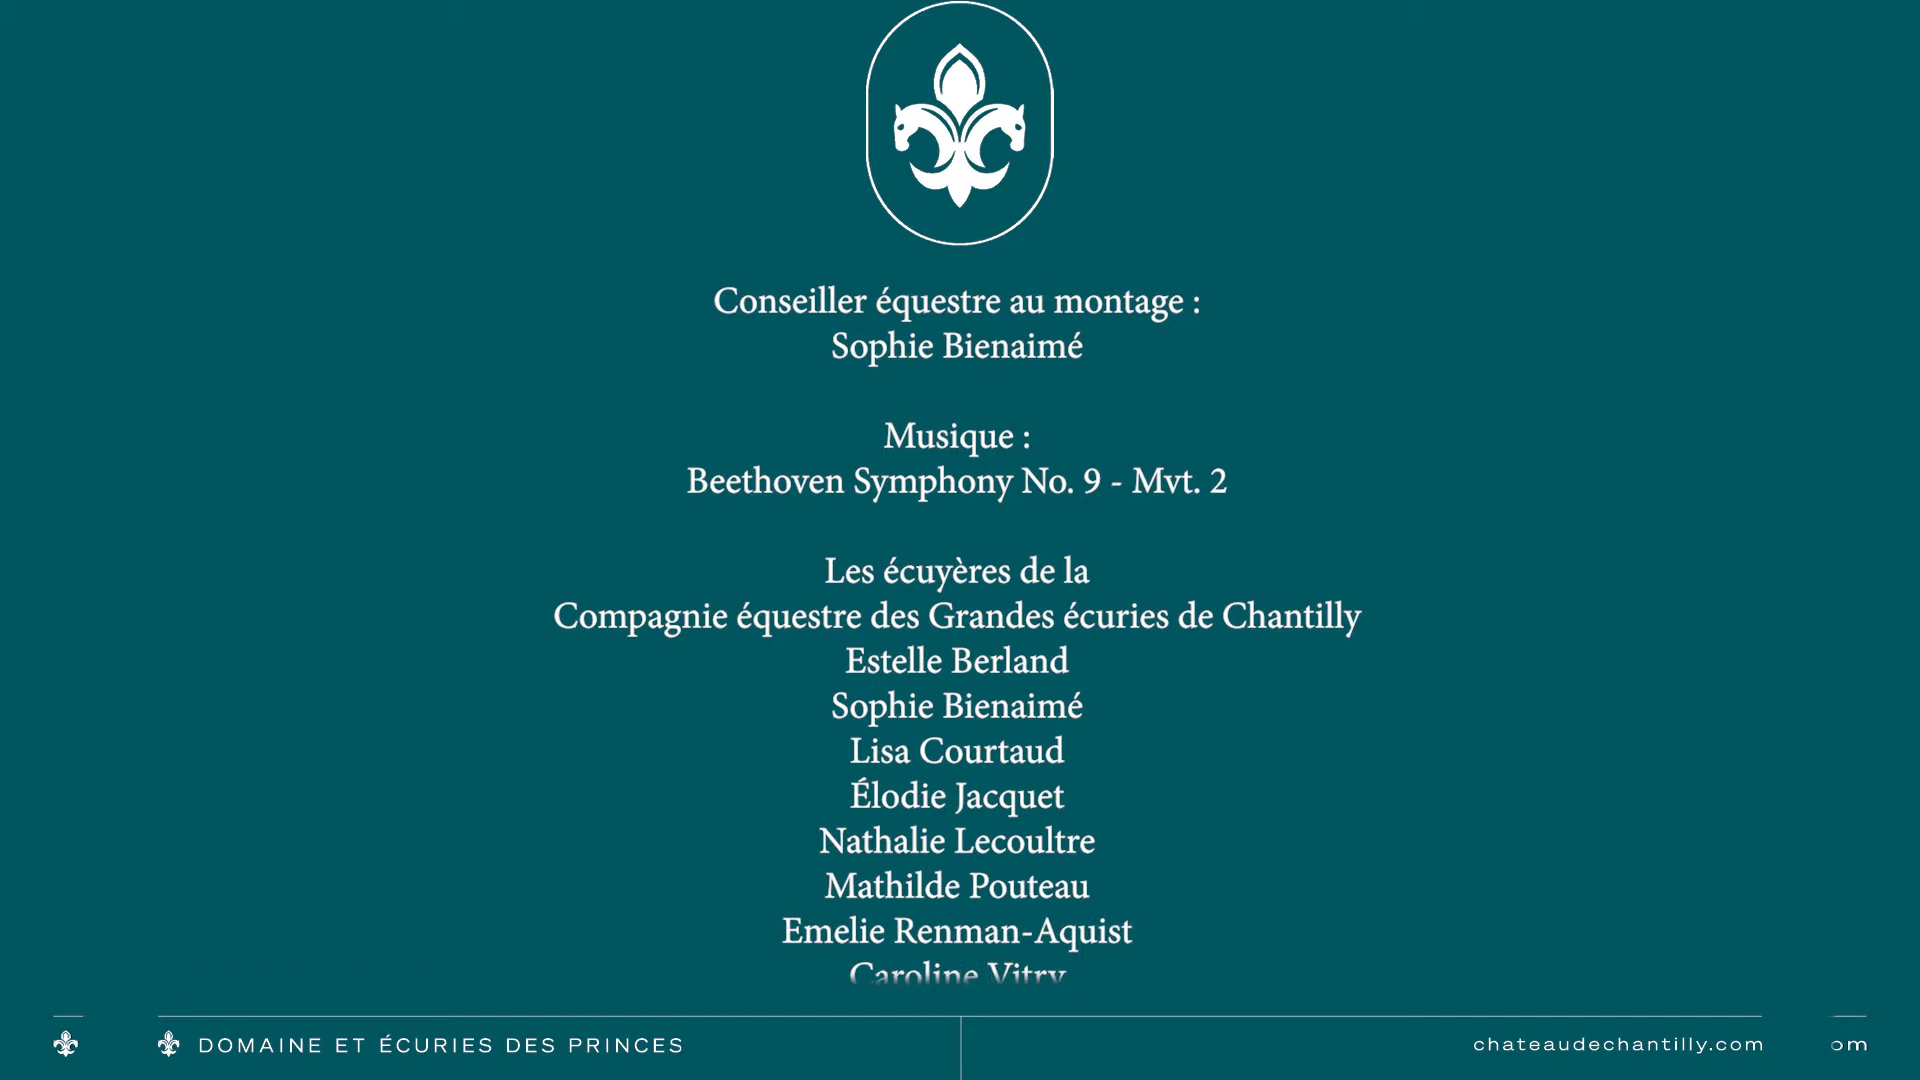 Conseiller équestre au montage :
Sophie Bienaimé
Musique :
Beethoven Symphony No. 9 - Mvt. 2
Les écuyères de la
Compagnie équestre des Grandes écuries de Chantilly
Estelle Berland
Sophie Bienaimé
Lisa Courtaud
Élodie Jacquet
Nathalie Lecoultre
Mathilde Pouteau
Emelie Renman-Aquist
Caroline Vitry
DOMAINE ET ÉCURIES DES PRINCES
chateaudechantilly.com
om